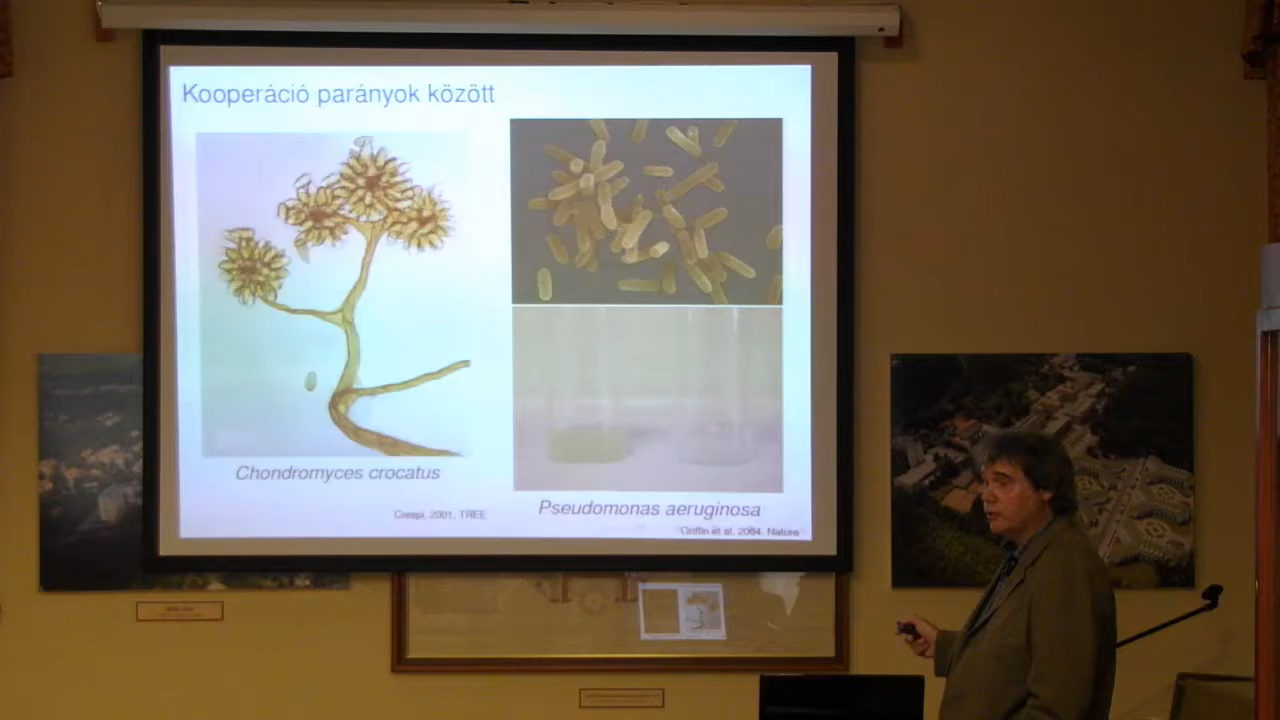 Kooperáció parányok között
Chondromyces crocatus
Crespi, 2001, TREE
Pseudomonas aeruginosa
Griffin et al. 2004. Nature